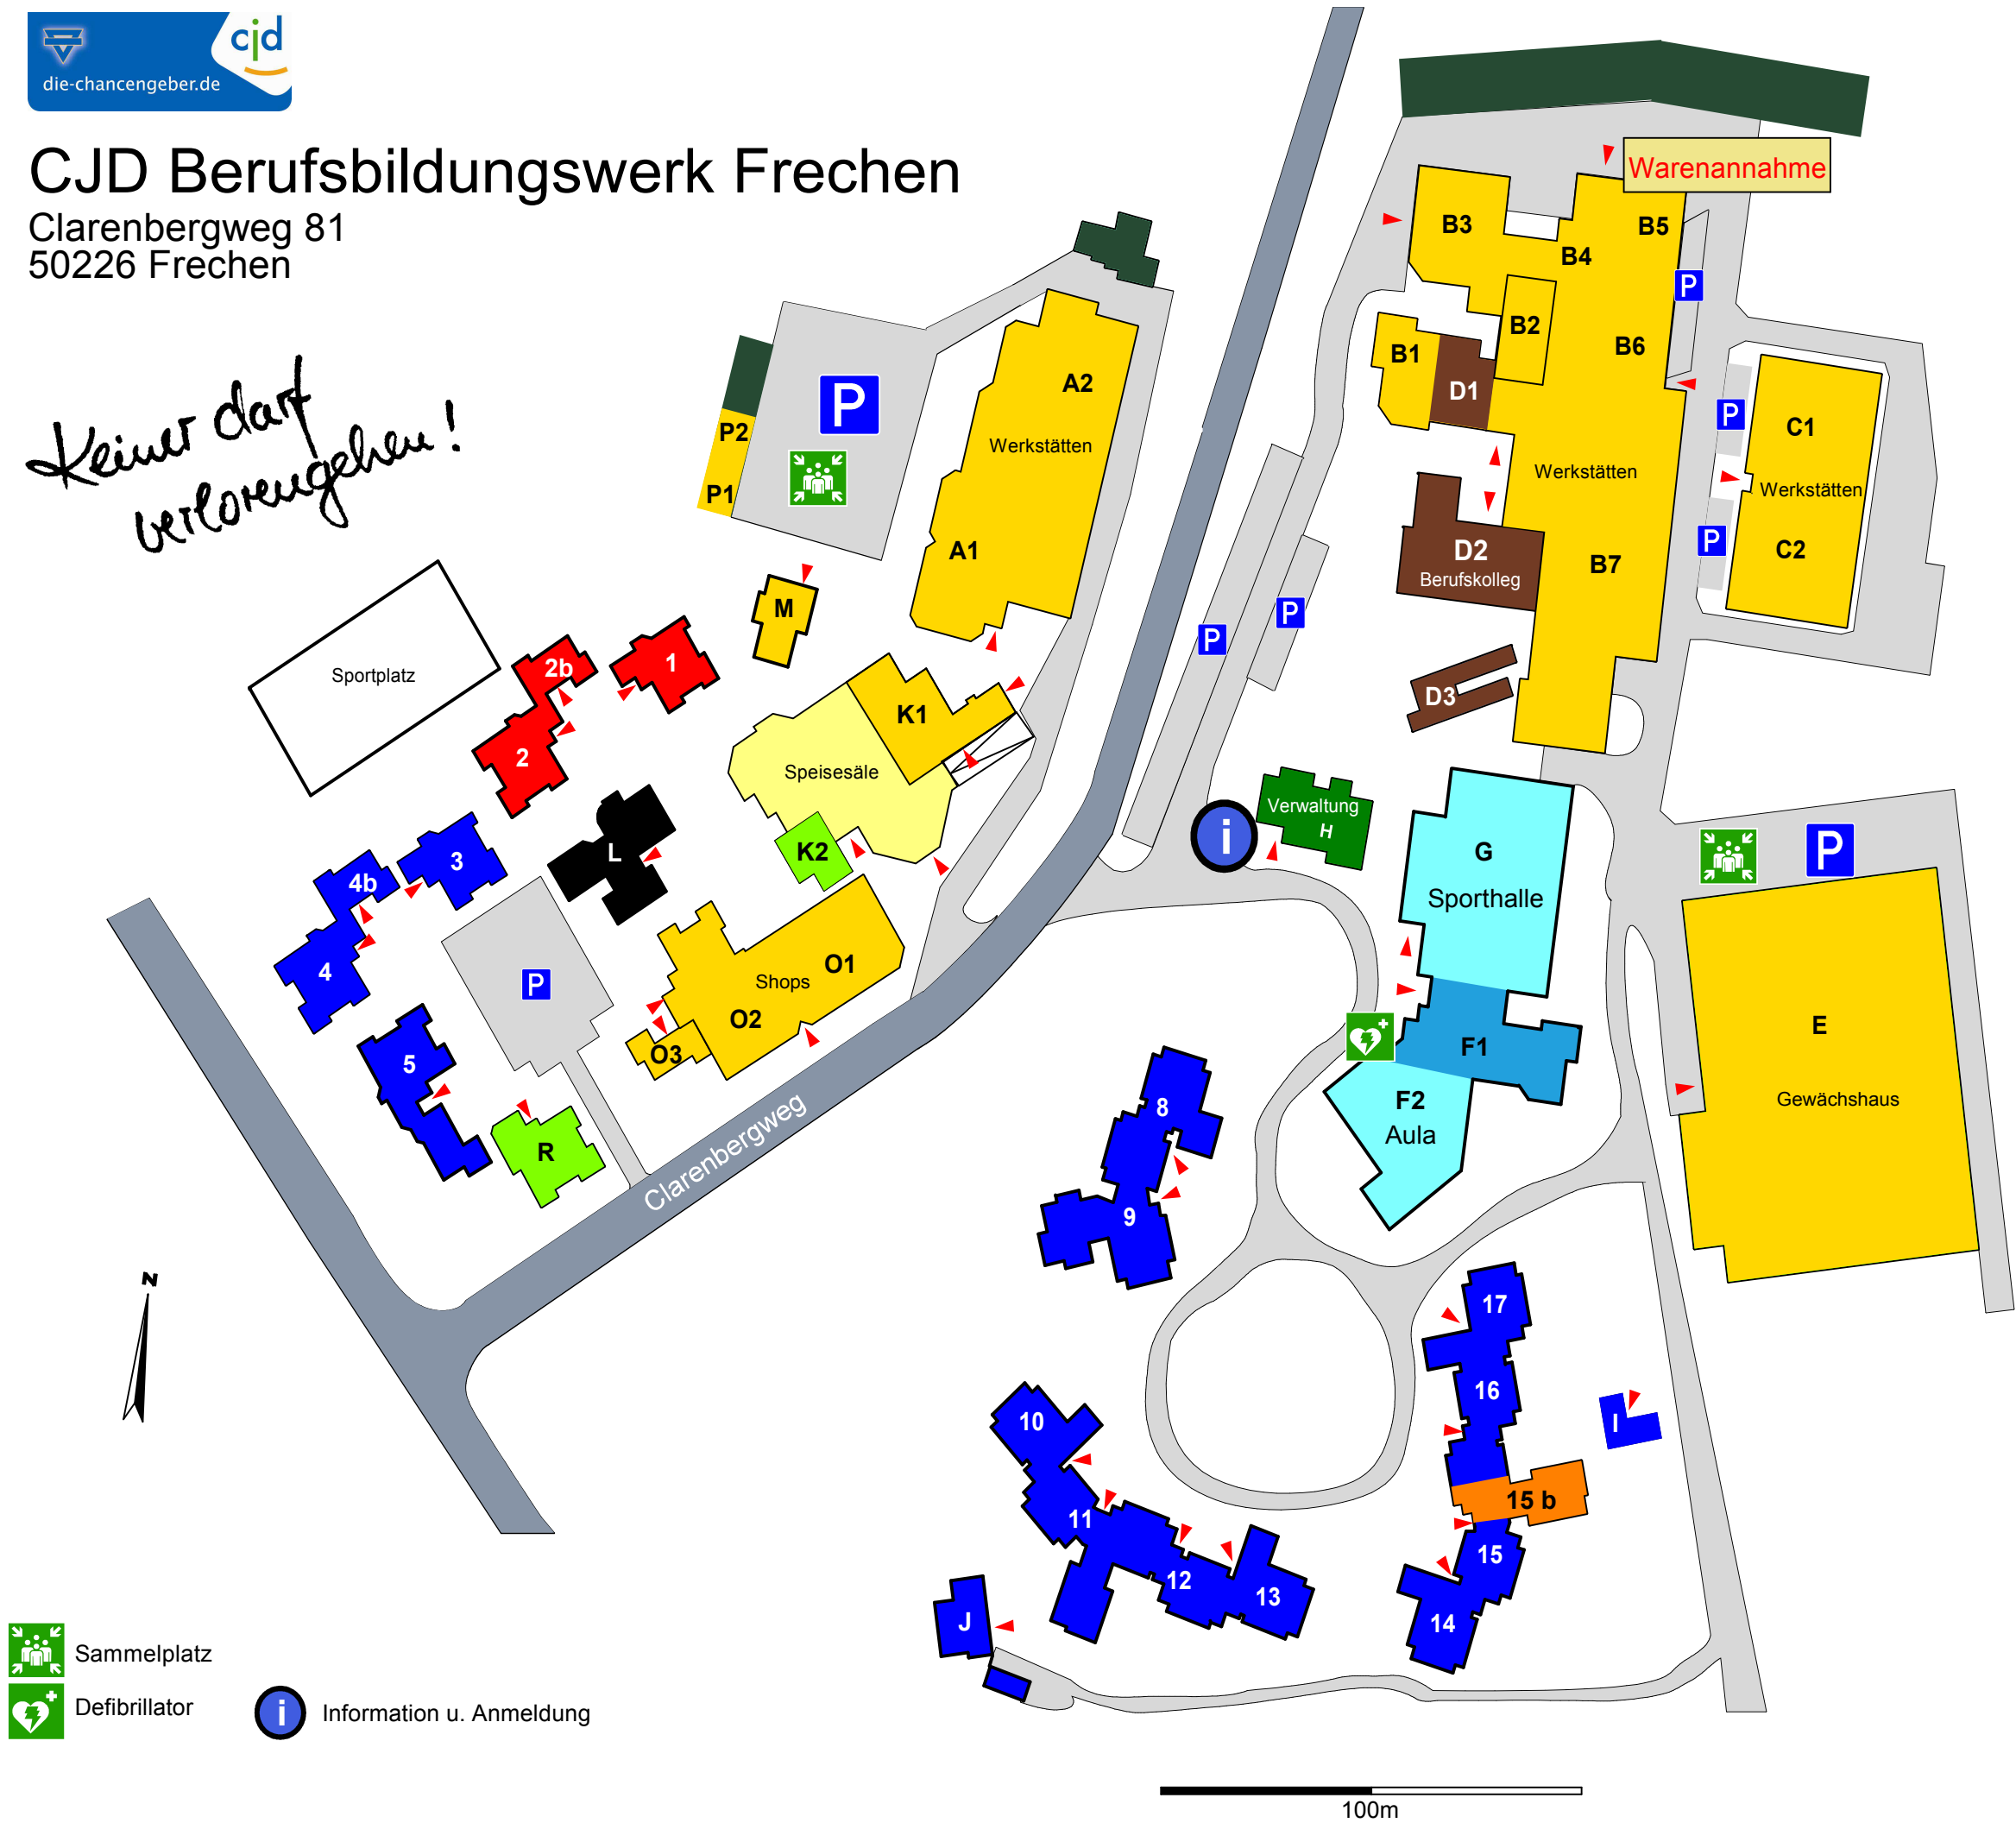 cjd
die-chancengeber.de
CJD Berufsbildungswerk Frechen
Clarenbergweg 81
50226 Frechen
Keiner darf
verlorengehen!
Warenannahme
B3
B5
B4
P
B2
B1
B6
D1
P
C1
Werkstätten
Werkstätten
P
C2
D2
Berufskolleg
B7
D3
P2
P
P1
A2
Werkstätten
A1
M
P
P
Sportplatz
2b
1
2
K1
Speisesäle
K2
L
3
4b
4
P
5
R
O1
Shops
O2
O3
Clarenbergweg
i
Verwaltung
H
G
Sporthalle
P
E
Gewächshaus
F1
F2
Aula
8
9
17
16
I
15 b
15
14
10
11
12
13
J
N
Sammelplatz
Defibrillator
i
Information u. Anmeldung
100m